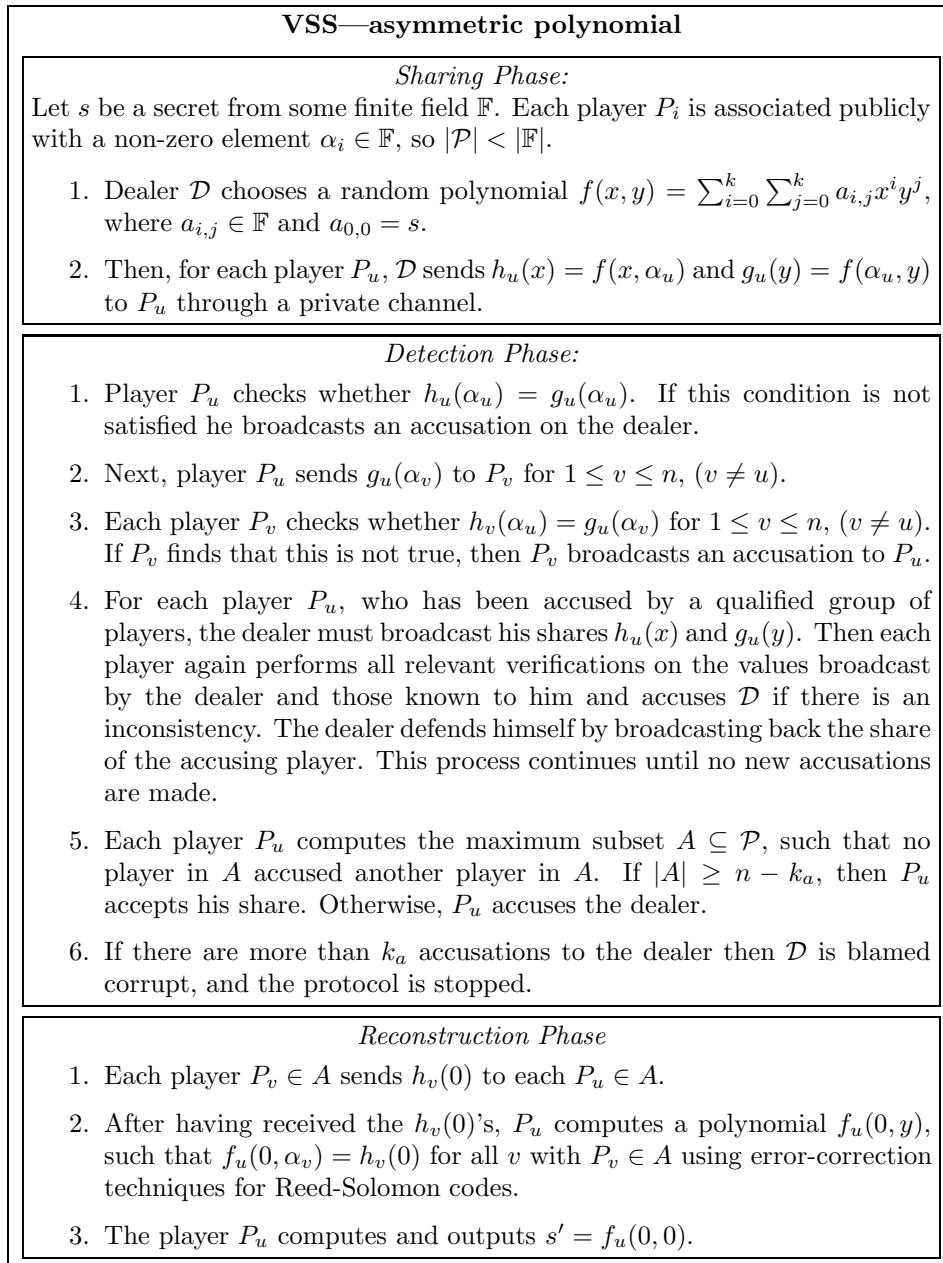 VSS—asymmetric polynomial
Sharing Phase:
Let s be a secret from some finite field 𝔽. Each player P_i is associated publicly
with a non-zero element α_i ∈ 𝔽, so |𝒫| < |𝔽|.
1. Dealer 𝒟 chooses a random polynomial f(x, y) = ∑_{i=0}^{k} ∑_{j=0}^{k} a_{i,j}x^i y^j,
where a_{i,j} ∈ 𝔽 and a_{0,0} = s.
2. Then, for each player P_u, 𝒟 sends h_u(x) = f(x, α_u) and g_u(y) = f(α_u, y)
to P_u through a private channel.
Detection Phase:
1. Player P_u checks whether h_u(α_u) = g_u(α_u). If this condition is not
satisfied he broadcasts an accusation on the dealer.
2. Next, player P_u sends g_u(α_v) to P_v for 1 ≤ v ≤ n, (v ≠ u).
3. Each player P_v checks whether h_v(α_u) = g_u(α_v) for 1 ≤ v ≤ n, (v ≠ u).
If P_v finds that this is not true, then P_v broadcasts an accusation to P_u.
4. For each player P_u, who has been accused by a qualified group of
players, the dealer must broadcast his shares h_u(x) and g_u(y). Then each
player again performs all relevant verifications on the values broadcast
by the dealer and those known to him and accuses 𝒟 if there is an
inconsistency. The dealer defends himself by broadcasting back the share
of the accusing player. This process continues until no new accusations
are made.
5. Each player P_u computes the maximum subset A ⊆ 𝒫, such that no
player in A accused another player in A. If |A| ≥ n − k_a, then P_u
accepts his share. Otherwise, P_u accuses the dealer.
6. If there are more than k_a accusations to the dealer then 𝒟 is blamed
corrupt, and the protocol is stopped.
Reconstruction Phase
1. Each player P_v ∈ A sends h_v(0) to each P_u ∈ A.
2. After having received the h_v(0)'s, P_u computes a polynomial f_u(0, y),
such that f_u(0, α_v) = h_v(0) for all v with P_v ∈ A using error-correction
techniques for Reed-Solomon codes.
3. The player P_u computes and outputs s′ = f_u(0, 0).